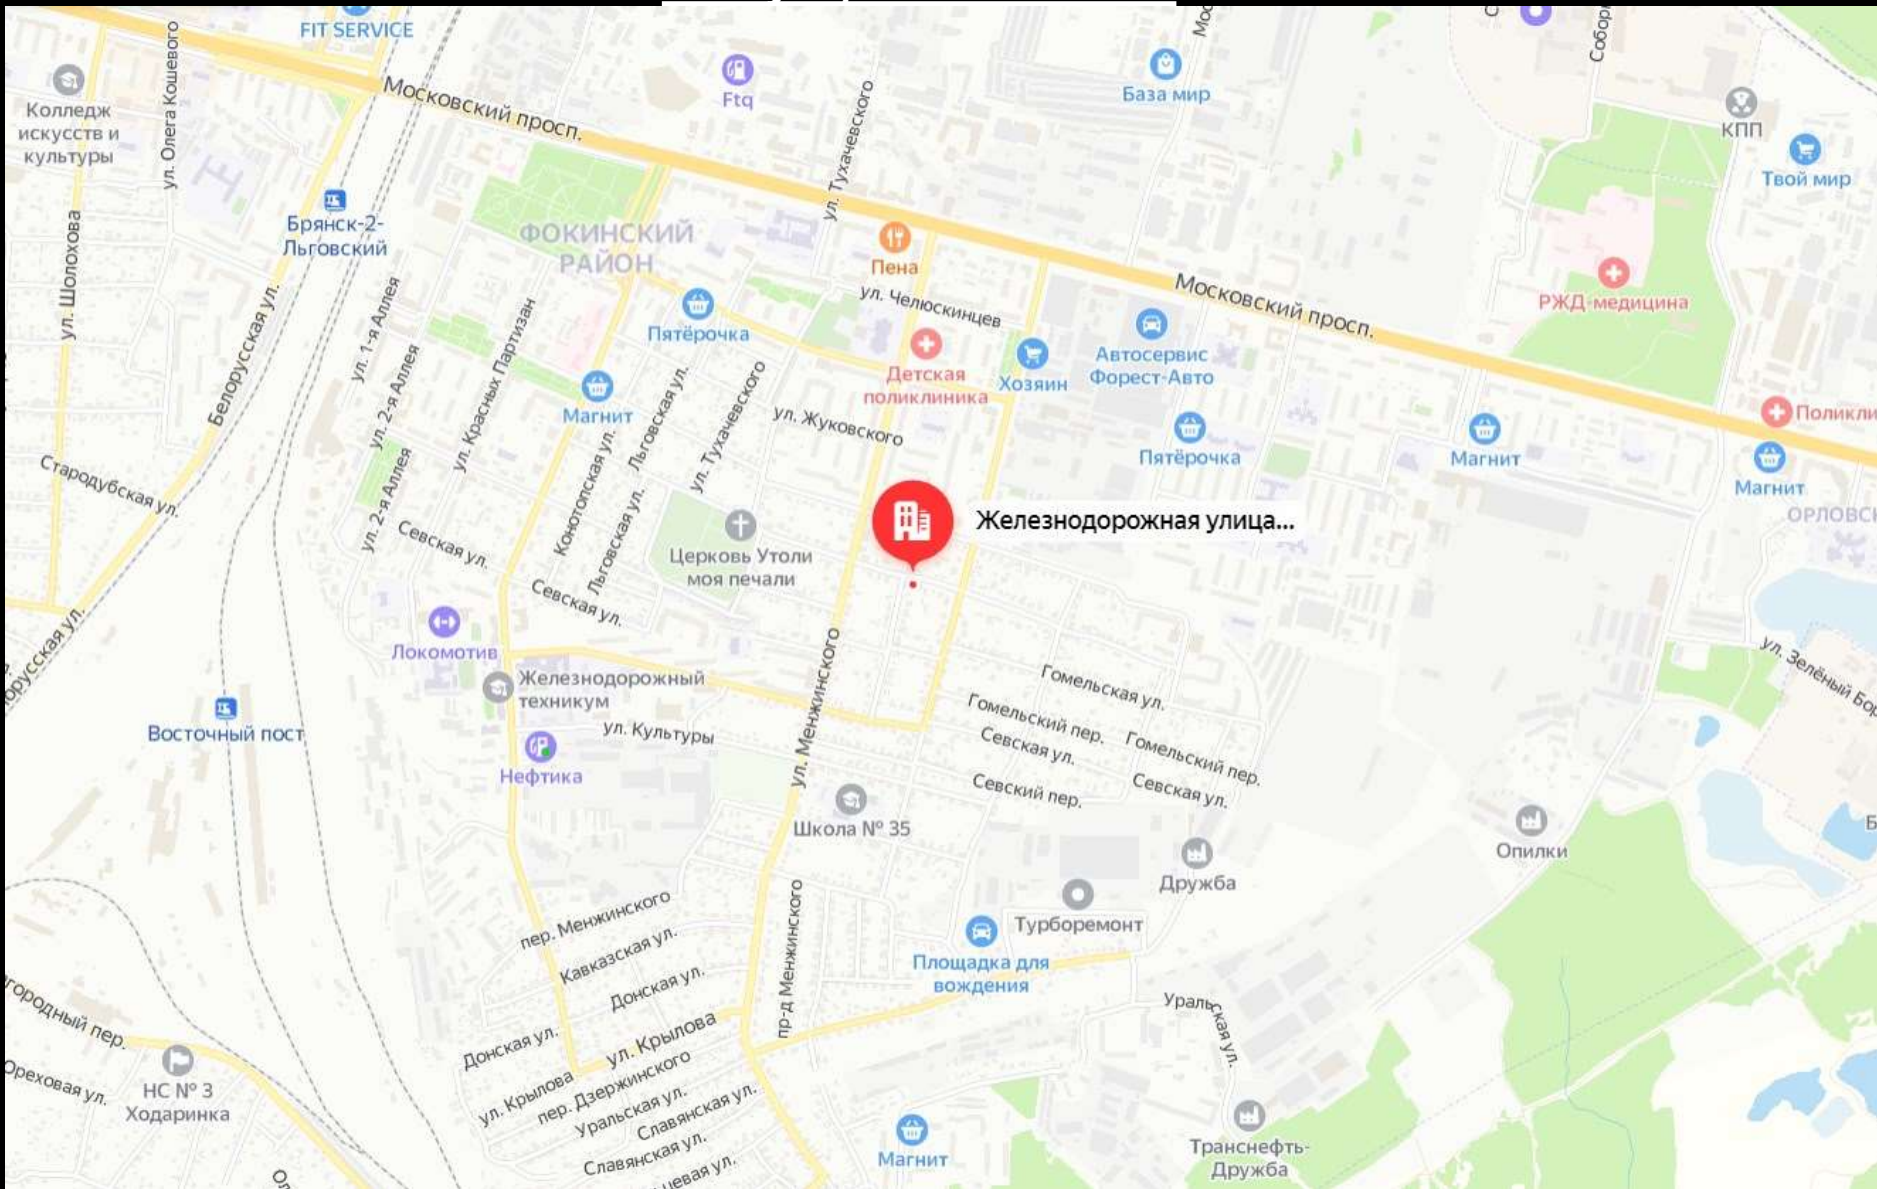 FIT SERVICE
Колледж
искусств и
культуры
ул. Олега Кошевого
Московский просп.
Ftq
ул. Тухачевского
База мир
КПП
Твой мир
Брянск-2-
Льговский
ФОКИНСКИЙ
РАЙОН
Пена
ул. Шолохова
ул. Челюскинцев
Московский просп.
РЖД-медицина
Белорусская ул.
ул. 1-я Аллея
Пятёрочка
Детская
поликлиника
Хозяин
Автосервис
Форест-Авто
ул. 2-я Аллея
ул. Красных Партизан
Магнит
Льговская ул.
ул. Тухачевского
ул. Жуковского
Пятёрочка
Магнит
Поликли
Магнит
Стародубская ул.
ул. 2-я Аллея
Севская ул.
Конотопская ул.
Льговская ул.
Церковь Утоли
моя печали
Железнодорожная улица...
ОРЛОВСК
Севская ул.
орусская ул.
Локомотив
Железнодорожный
техникум
ул. Менжинского
Гомельская ул.
ул. Зелёный Бор
Восточный пост
ул. Культуры
Гомельский пер.
Севская ул.
Гомельский пер.
Нефтика
Севский пер.
Севская ул.
Школа № 35
Опилки
Дружба
пер. Менжинского
Турборемонт
Кавказская ул.
пр-д Менжинского
Площадка для
вождения
Донская ул.
Уральская ул.
городный пер.
Донская ул.
ул. Крылова
Ореховая ул.
НС № 3
Ходаринка
ул. Крылова
пер. Дзержинского
Уральская ул.
Славянская ул.
Магнит
Транснефть-
Дружба
Славянская ул.
цевая ул.